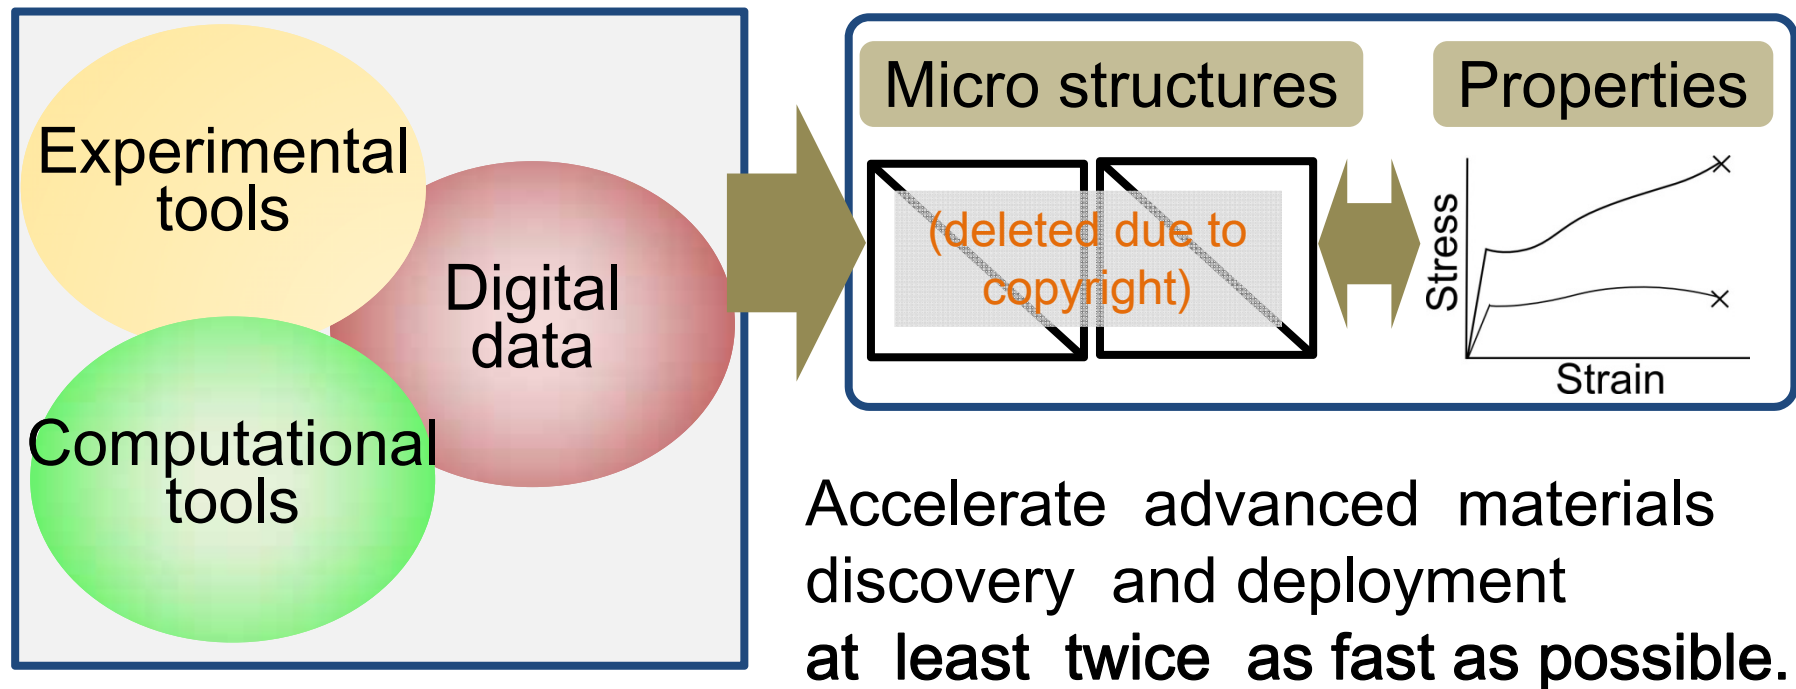 Experimental
tools
Digital
data
Computational
tools
Micro structures
Properties
(deleted due to
copyright)
Stress
Strain
Accelerate advanced materials
discovery and deployment
at least twice as fast as possible.